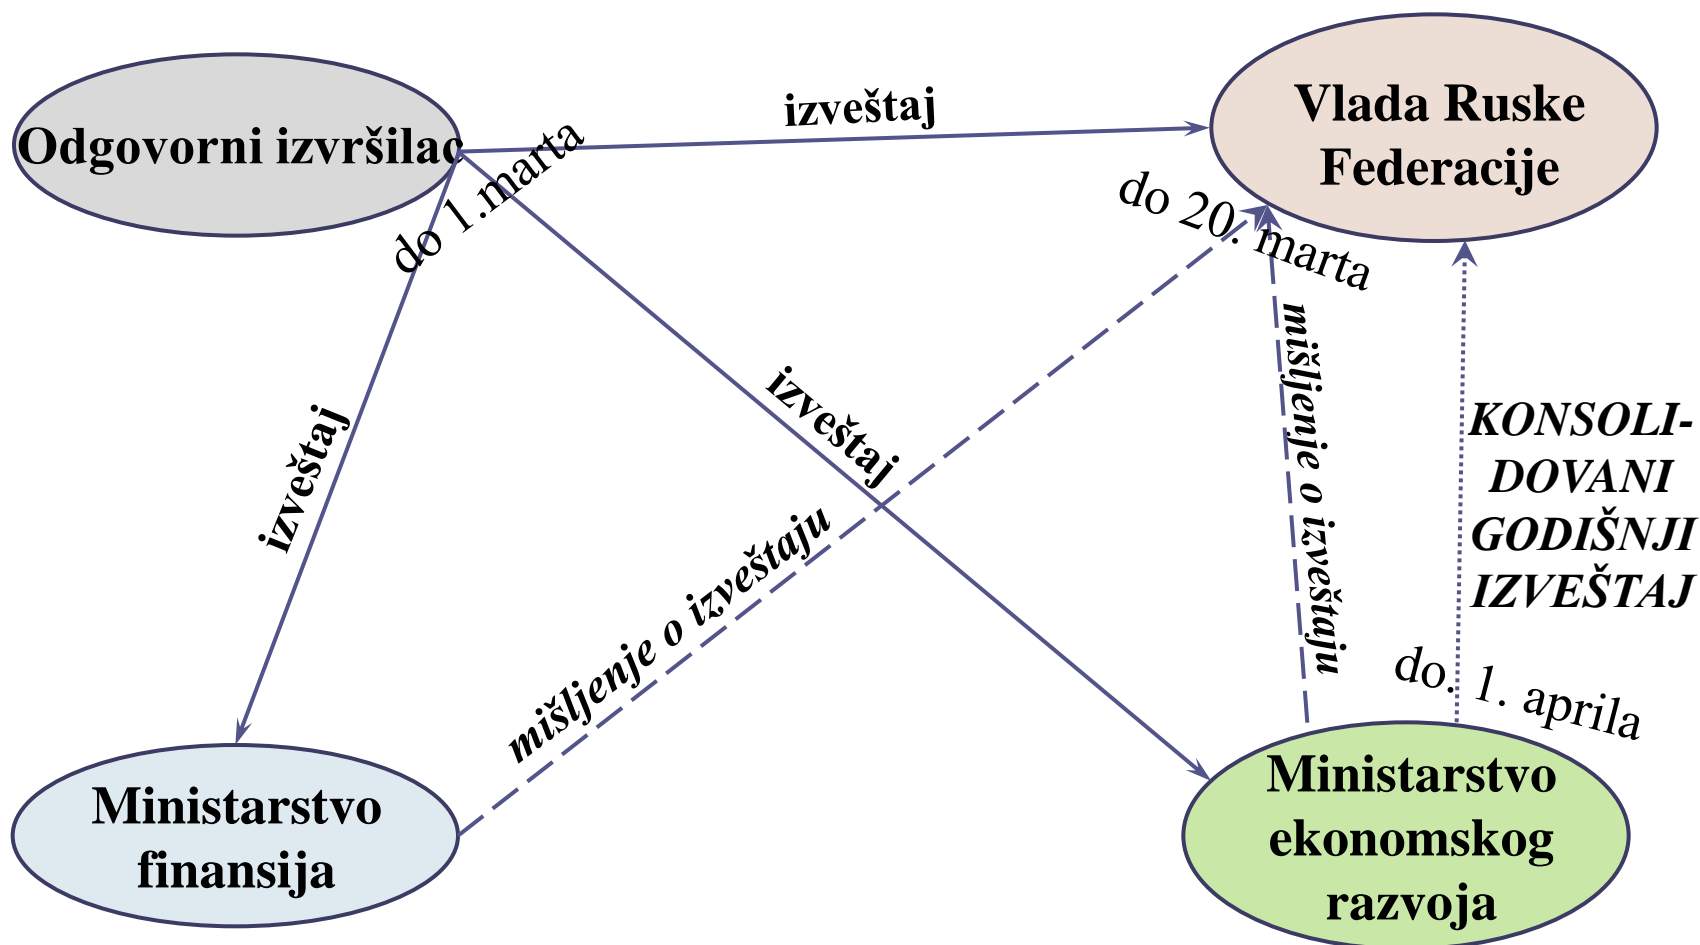 Odgovorni izvršilac
izveštaj
Vlada Ruske
Federacije
do 1.marta
do 20. marta
izveštaj
izveštaj
mišljenje o izveštaju
mišljenje o izveštaju
KONSOLI-
DOVANI
GODIŠNJI
IZVEŠTAJ
do. 1. aprila
Ministarstvo
finansija
Ministarstvo
ekonomskog
razvoja